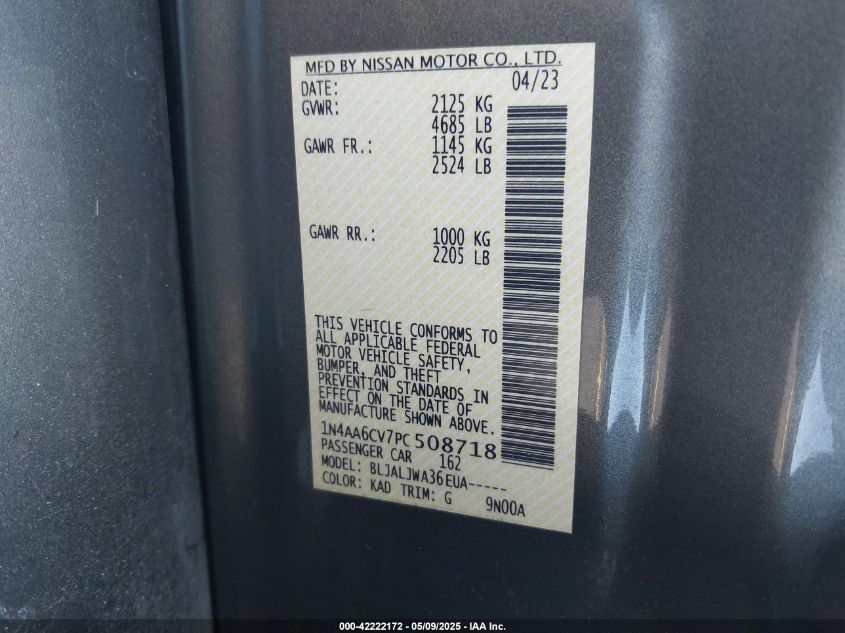 MFD BY NISSAN MOTOR CO., LTD.
DATE: 04/23
GVWR: 2125 KG
4685 LB
GAWR FR.: 1145 KG
2524 LB
GAWR RR.: 1000 KG
2205 LB
THIS VEHICLE CONFORMS TO
ALL APPLICABLE FEDERAL
MOTOR VEHICLE SAFETY,
BUMPER, AND THEFT
PREVENTION STANDARDS IN
EFFECT ON THE DATE OF
MANUFACTURE SHOWN ABOVE.
1N4AA6CV7PC508718
PASSENGER CAR 162
MODEL: BLJALJWA36EUA-----
COLOR: KAD TRIM: G 9N00A
000-42222172 - 05/09/2025 - IAA Inc.